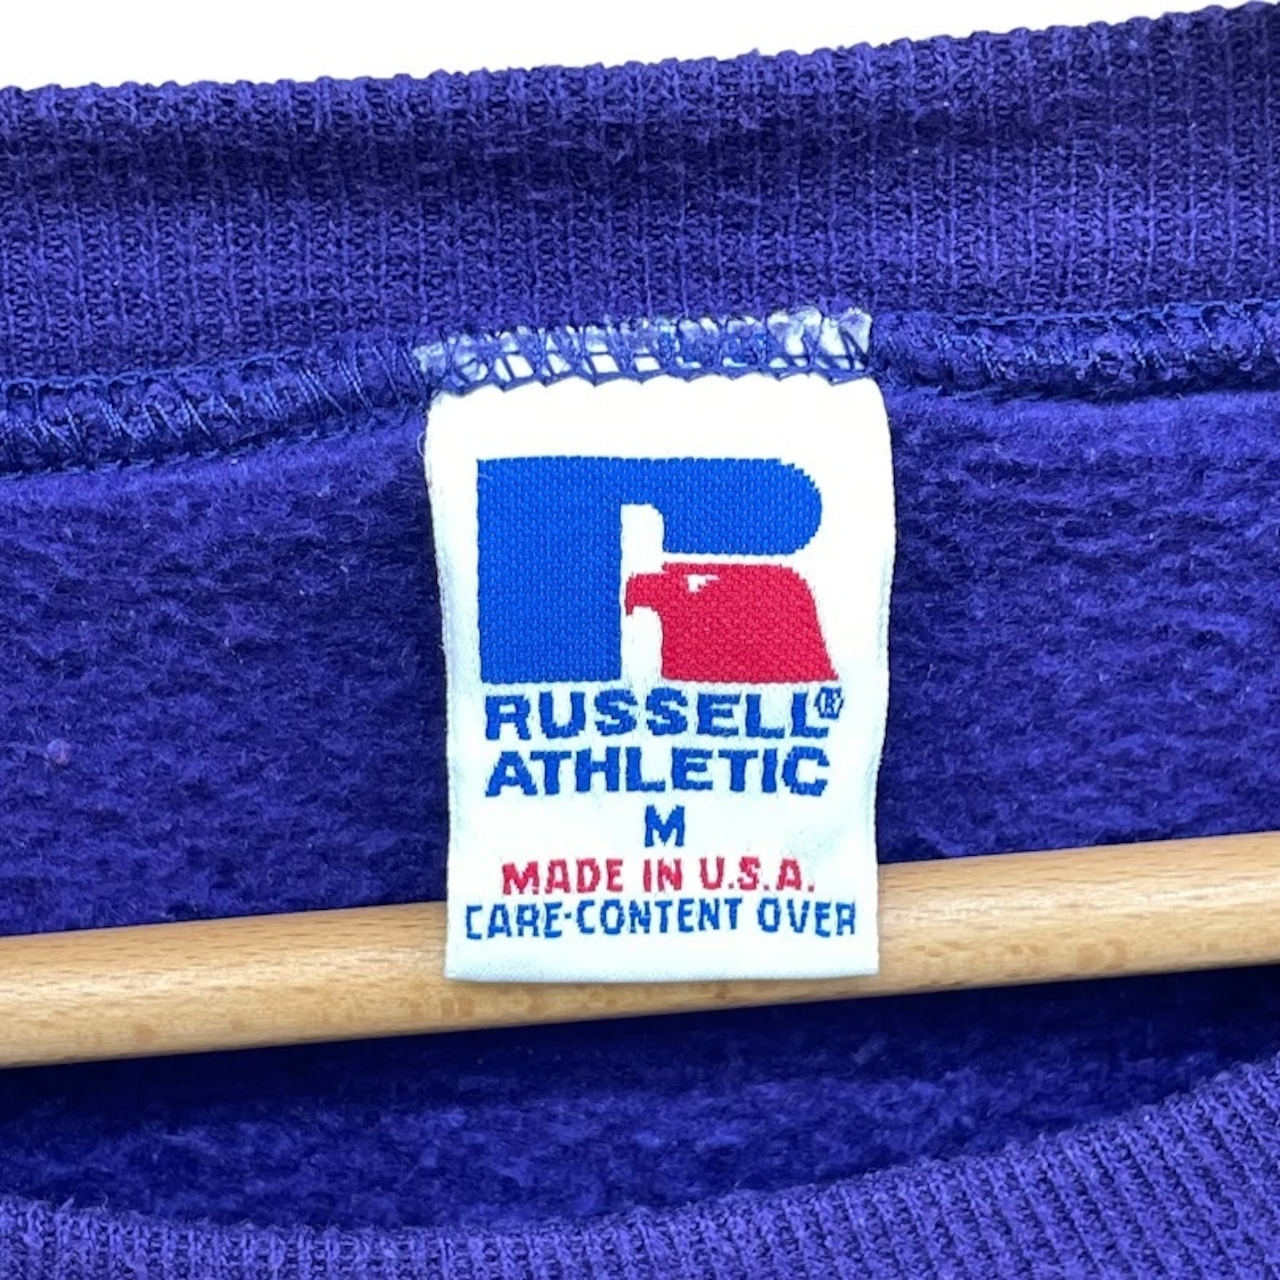 RUSSELL®
ATHLETIC
M
MADE IN U.S.A.
CARE-CONTENT OVER